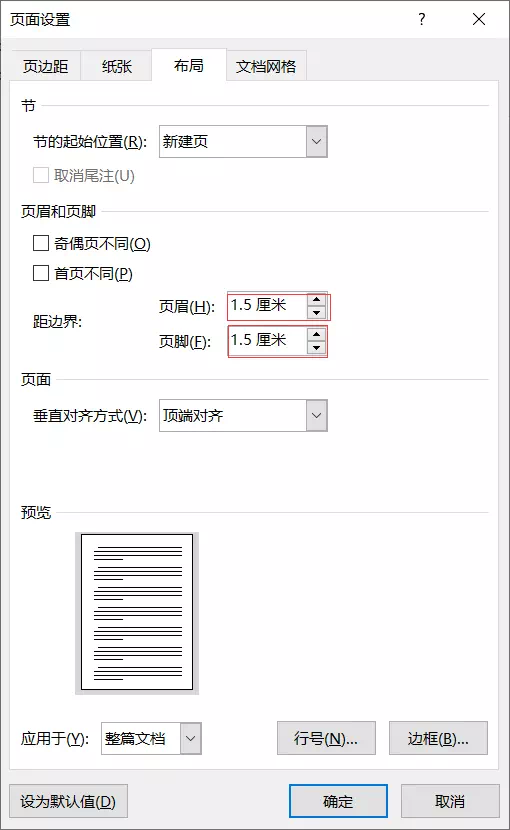 页面设置
?
页边距 纸张 布局 文档网格
节
节的起始位置(R): 新建页
取消尾注(U)
页眉和页脚
奇偶页不同(O)
首页不同(P)
距边界:
页眉(H): 1.5 厘米
页脚(F): 1.5 厘米
页面
垂直对齐方式(V): 顶端对齐
预览
应用于(Y): 整篇文档 行号(N)... 边框(B)...
设为默认值(D) 确定 取消